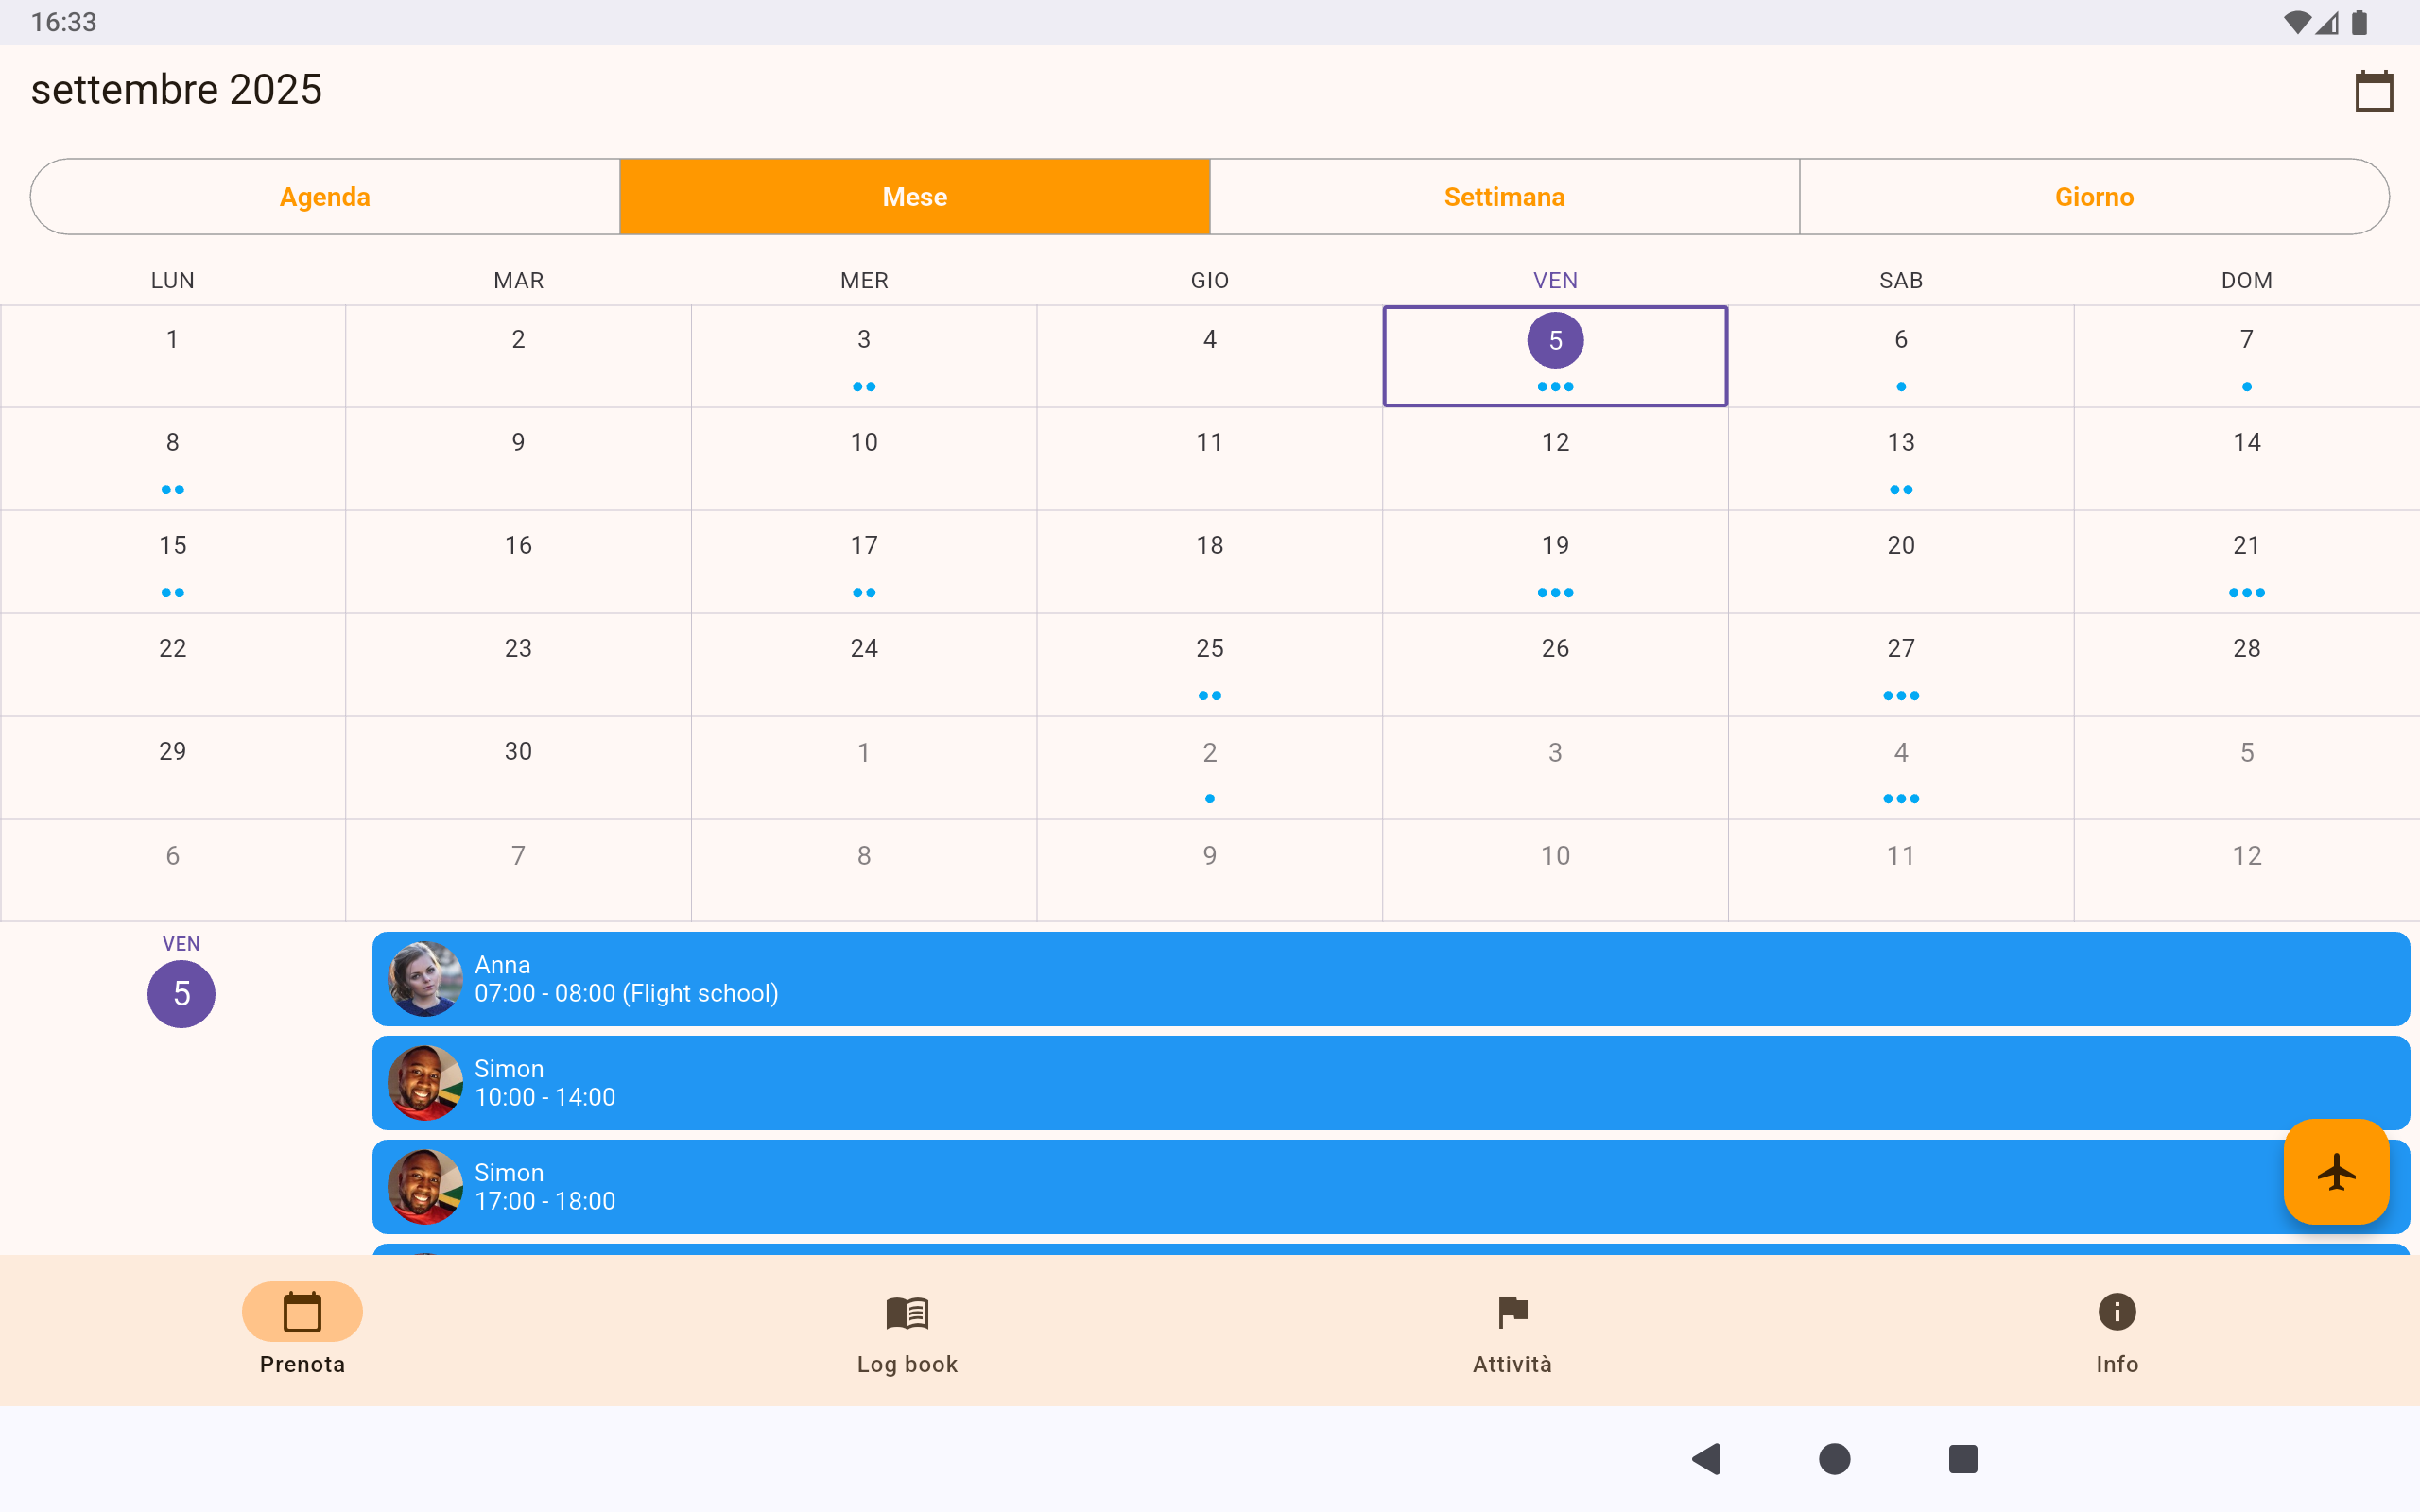 16:33
settembre 2025
Agenda Mese Settimana Giorno
LUN MAR MER GIO VEN SAB DOM
1 2 3 4 5 6 7
8 9 10 11 12 13 14
15 16 17 18 19 20 21
22 23 24 25 26 27 28
29 30 1 2 3 4 5
6 7 8 9 10 11 12
VEN
5
Anna
07:00 - 08:00 (Flight school)
Simon
10:00 - 14:00
Simon
17:00 - 18:00
Prenota Log book Attività Info